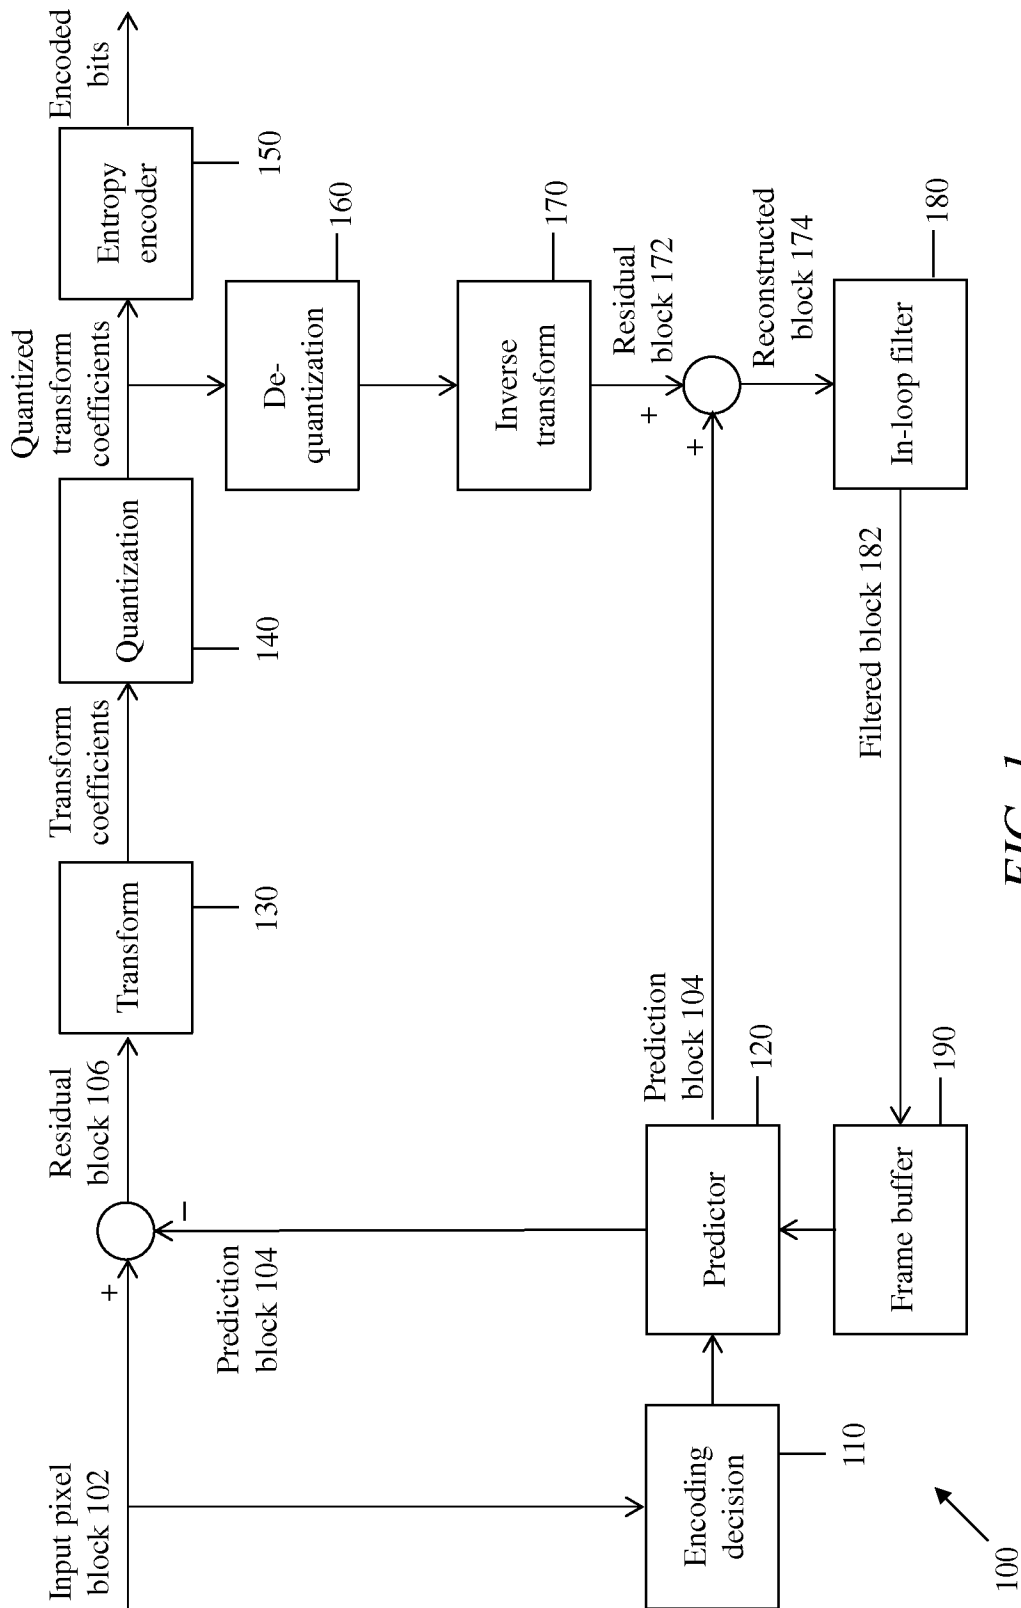 Input pixel
block 102
+
Residual
block 106
Transform
130
Transform
coefficients
Quantization
140
Quantized
transform
coefficients
Entropy
encoder
150
Encoded
bits
−
Prediction
block 104
De-
quantization
160
Inverse
transform
170
Residual
block 172
+
+
Prediction
block 104
Encoding
decision
110
Predictor
120
Reconstructed
block 174
In-loop filter
180
Filtered block 182
Frame buffer
190
100
FIG. 1